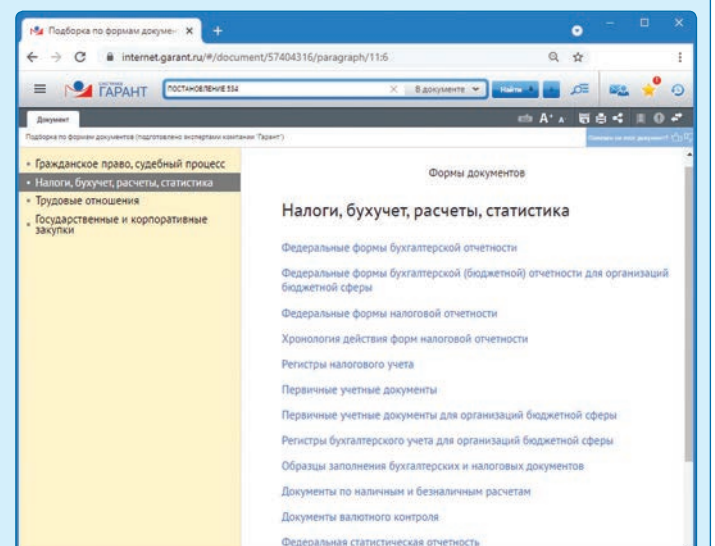 Подборка по формам докумен
internet.garant.ru/#/document/57404316/paragraph/11:6
СИСТЕМА
ГАРАНТ
ПОСТАНОВЛЕНИЕ 534
В документе
Найти
Документ
Подборка по формам документов (подготовлено экспертами компании "Гарант")
Гражданское право, судебный процесс
Налоги, бухучет, расчеты, статистика
Трудовые отношения
Государственные и корпоративные
закупки
Формы документов
Налоги, бухучет, расчеты, статистика
Федеральные формы бухгалтерской отчетности
Федеральные формы бухгалтерской (бюджетной) отчетности для организаций
бюджетной сферы
Федеральные формы налоговой отчетности
Хронология действия форм налоговой отчетности
Регистры налогового учета
Первичные учетные документы
Первичные учетные документы для организаций бюджетной сферы
Регистры бухгалтерского учета для организаций бюджетной сферы
Образцы заполнения бухгалтерских и налоговых документов
Документы по наличным и безналичным расчетам
Документы валютного контроля
Федеральная статистическая отчетность